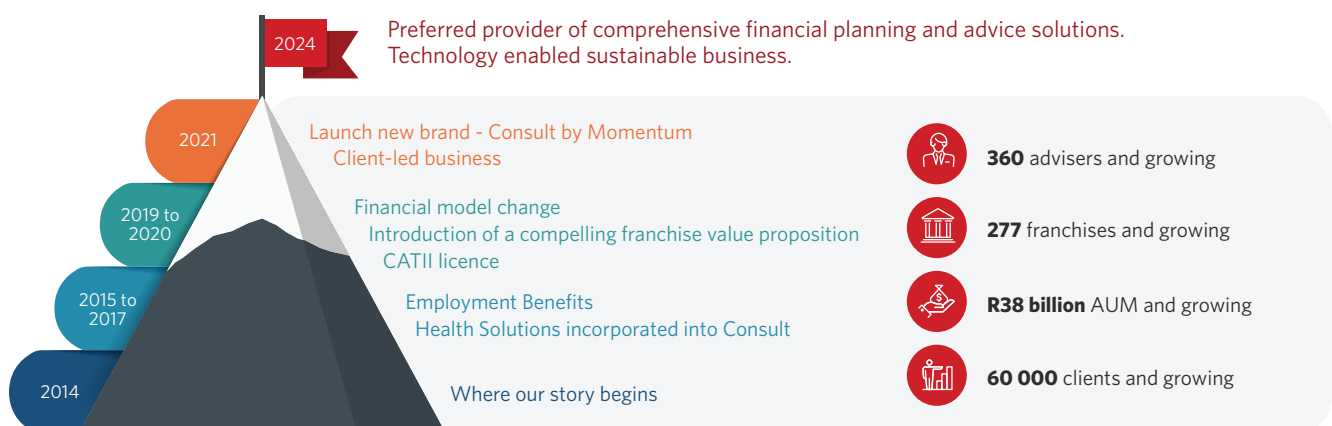 2024
Preferred provider of comprehensive financial planning and advice solutions.
Technology enabled sustainable business.
2021
Launch new brand - Consult by Momentum
Client-led business
2019 to
2020
Financial model change
Introduction of a compelling franchise value proposition
CATII licence
2015 to
2017
Employment Benefits
Health Solutions incorporated into Consult
2014
Where our story begins
360 advisers and growing
277 franchises and growing
R38 billion AUM and growing
60 000 clients and growing